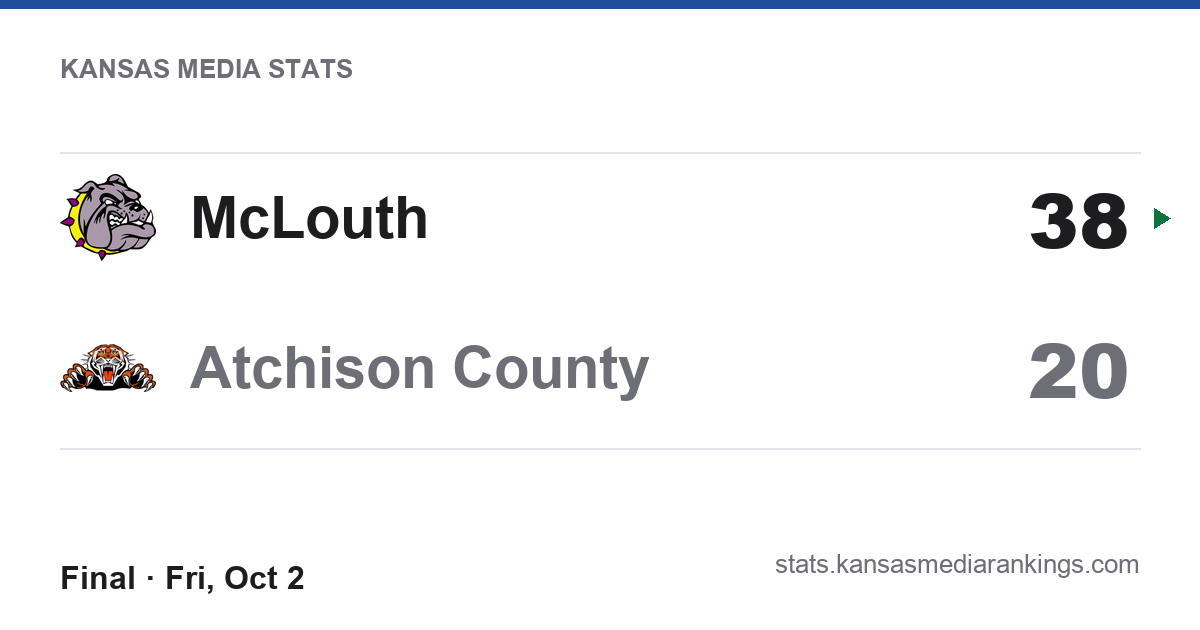 KANSAS MEDIA STATS
McLouth 38
Atchison County 20
Final · Fri, Oct 2
stats.kansasmediarankings.com